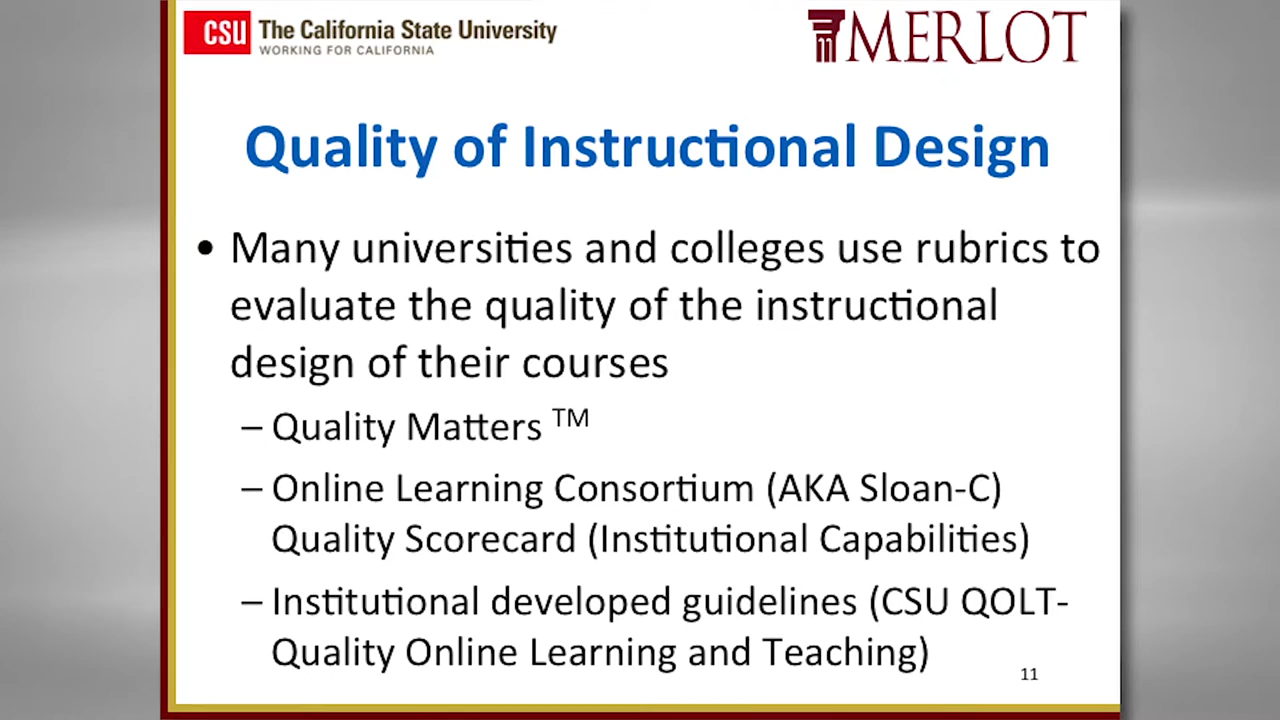 CSU The California State University
WORKING FOR CALIFORNIA
MERLOT
Quality of Instructional Design
• Many universities and colleges use rubrics to
evaluate the quality of the instructional
design of their courses
– Quality Matters ™
– Online Learning Consortium (AKA Sloan-C)
Quality Scorecard (Institutional Capabilities)
– Institutional developed guidelines (CSU QOLT-
Quality Online Learning and Teaching)
11